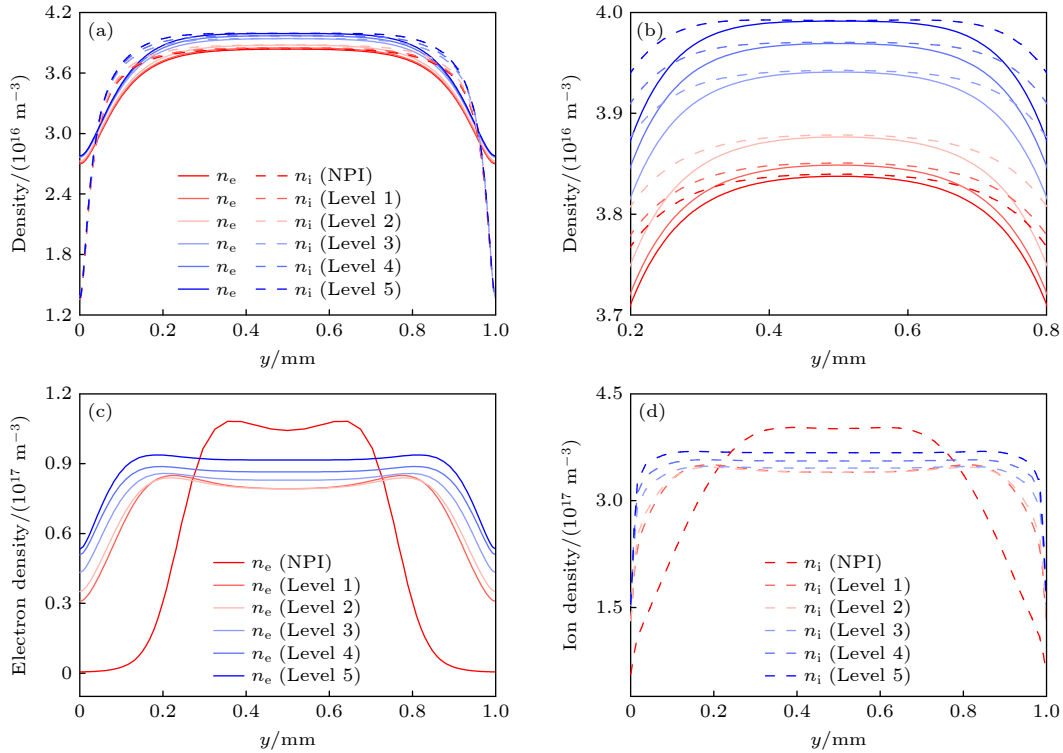 (a)
4.2
3.6
3.0
2.4
1.8
1.2
Density/(10¹⁶ m⁻³)
nₑ nᵢ (NPI)
nₑ nᵢ (Level 1)
nₑ nᵢ (Level 2)
nₑ nᵢ (Level 3)
nₑ nᵢ (Level 4)
nₑ nᵢ (Level 5)
0 0.2 0.4 0.6 0.8 1.0
y/mm
(b)
4.0
3.9
3.8
3.7
Density/(10¹⁶ m⁻³)
0.2 0.4 0.6 0.8
y/mm
(c)
1.2
0.9
0.6
0.3
0
Electron density/(10¹⁷ m⁻³)
nₑ (NPI)
nₑ (Level 1)
nₑ (Level 2)
nₑ (Level 3)
nₑ (Level 4)
nₑ (Level 5)
0 0.2 0.4 0.6 0.8 1.0
y/mm
(d)
4.5
3.0
1.5
Ion density/(10¹⁷ m⁻³)
nᵢ (NPI)
nᵢ (Level 1)
nᵢ (Level 2)
nᵢ (Level 3)
nᵢ (Level 4)
nᵢ (Level 5)
0 0.2 0.4 0.6 0.8 1.0
y/mm